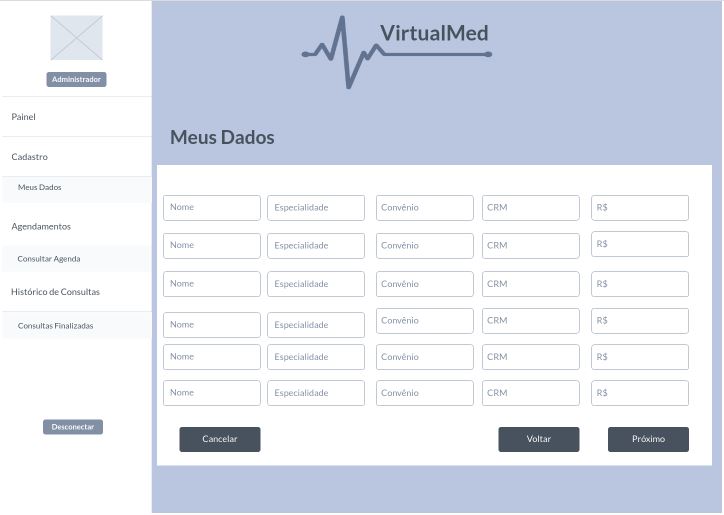 VirtualMed
Administrador
Painel
Cadastro
Meus Dados
Agendamentos
Consultar Agenda
Histórico de Consultas
Consultas Finalizadas
Desconectar
Meus Dados
Nome Especialidade Convênio CRM R$
Nome Especialidade Convênio CRM R$
Nome Especialidade Convênio CRM R$
Nome Especialidade Convênio CRM R$
Nome Especialidade Convênio CRM R$
Nome Especialidade Convênio CRM R$
Cancelar Voltar Próximo